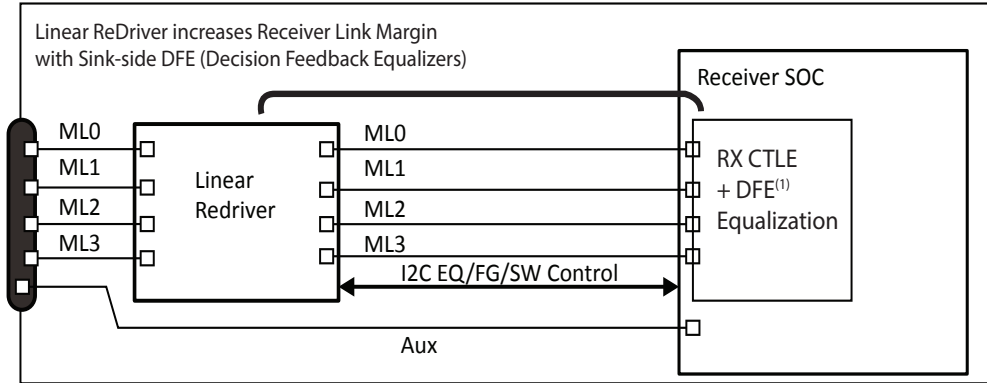 Linear ReDriver increases Receiver Link Margin
with Sink-side DFE (Decision Feedback Equalizers)
Receiver SOC
ML0
ML1
ML2
ML3
Linear
Redriver
ML0
ML1
ML2
ML3
I2C EQ/FG/SW Control
RX CTLE
+ DFE(1)
Equalization
Aux